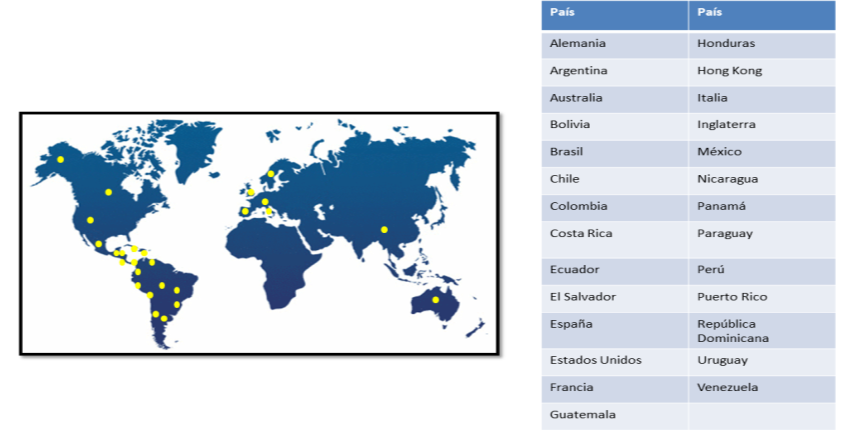 País País
Alemania Honduras
Argentina Hong Kong
Australia Italia
Bolivia Inglaterra
Brasil México
Chile Nicaragua
Colombia Panamá
Costa Rica Paraguay
Ecuador Perú
El Salvador Puerto Rico
España República
Dominicana
Estados Unidos Uruguay
Francia Venezuela
Guatemala